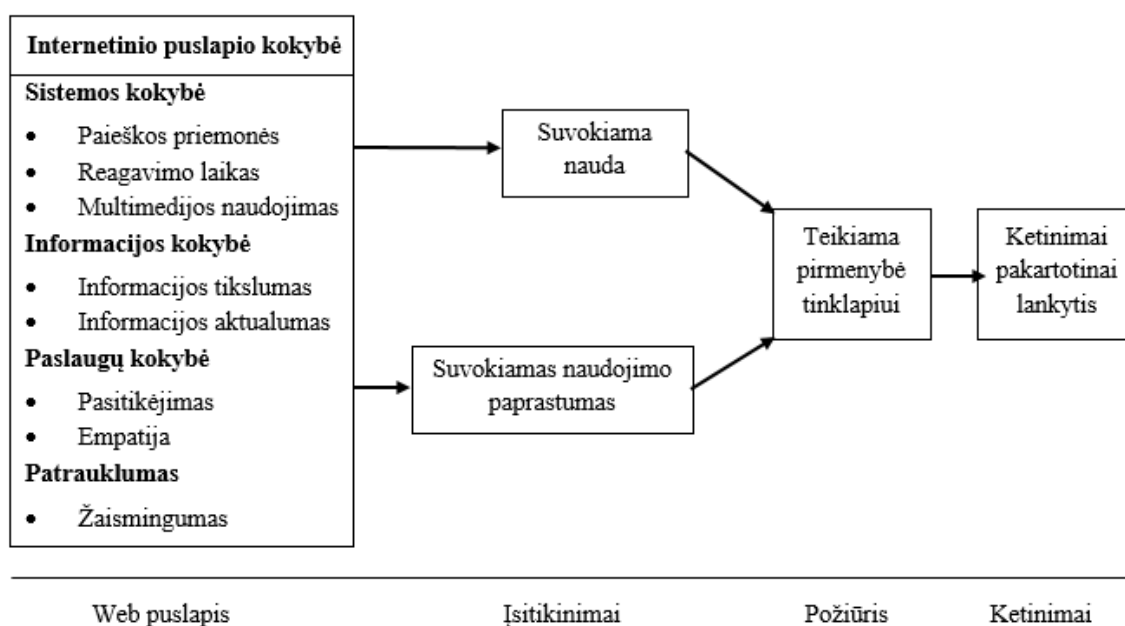 Internetinio puslapio kokybė
Sistemos kokybė
• Paieškos priemonės
• Reagavimo laikas
• Multimedijos naudojimas
Informacijos kokybė
• Informacijos tikslumas
• Informacijos aktualumas
Paslaugų kokybė
• Pasitikėjimas
• Empatija
Patrauklumas
• Žaismingumas
Suvokiama
nauda
Suvokiamas naudojimo
paprastumas
Teikiama
pirmenybė
tinklapiui
Ketinimai
pakartotinai
lankytis
Web puslapis
Įsitikinimai
Požiūris
Ketinimai